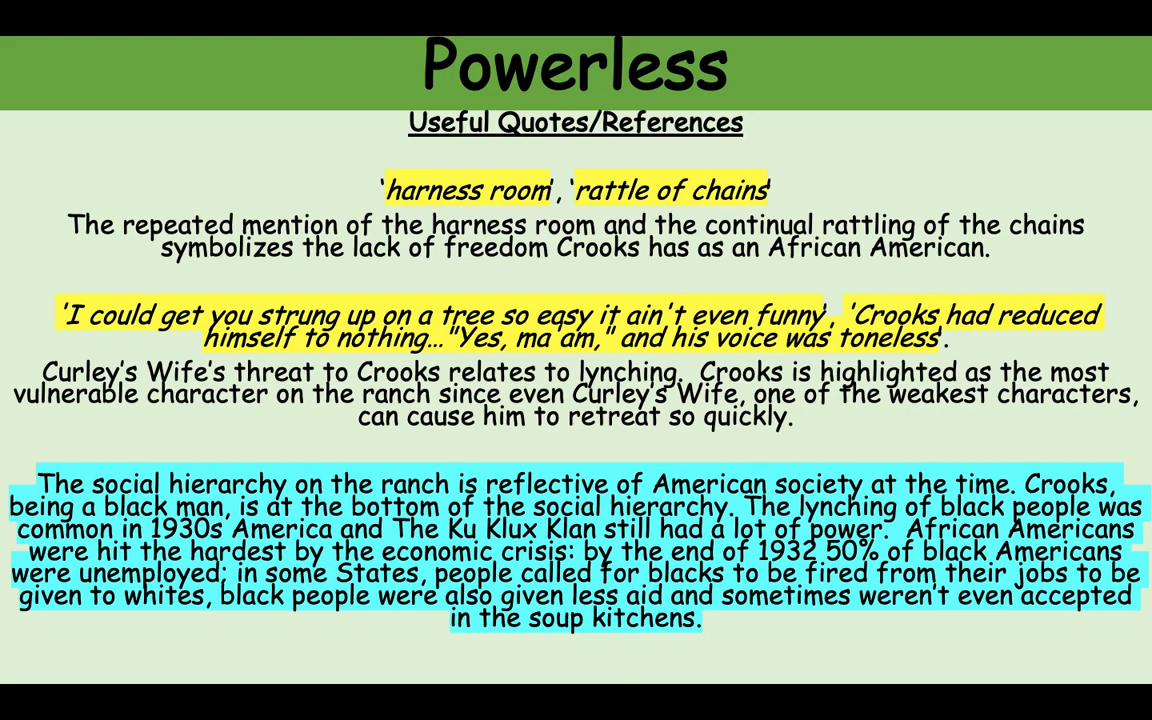 Powerless
Useful Quotes/References
'harness room', 'rattle of chains'
The repeated mention of the harness room and the continual rattling of the chains
symbolizes the lack of freedom Crooks has as an African American.
'I could get you strung up on a tree so easy it ain't even funny', 'Crooks had reduced
himself to nothing..."Yes, ma'am," and his voice was toneless'.
Curley's Wife's threat to Crooks relates to lynching.  Crooks is highlighted as the most
vulnerable character on the ranch since even Curley's Wife, one of the weakest characters,
can cause him to retreat so quickly.
The social hierarchy on the ranch is reflective of American society at the time. Crooks,
being a black man, is at the bottom of the social hierarchy. The lynching of black people was
common in 1930s America and The Ku Klux Klan still had a lot of power.  African Americans
were hit the hardest by the economic crisis: by the end of 1932 50% of black Americans
were unemployed; in some States, people called for blacks to be fired from their jobs to be
given to whites, black people were also given less aid and sometimes weren't even accepted
in the soup kitchens.